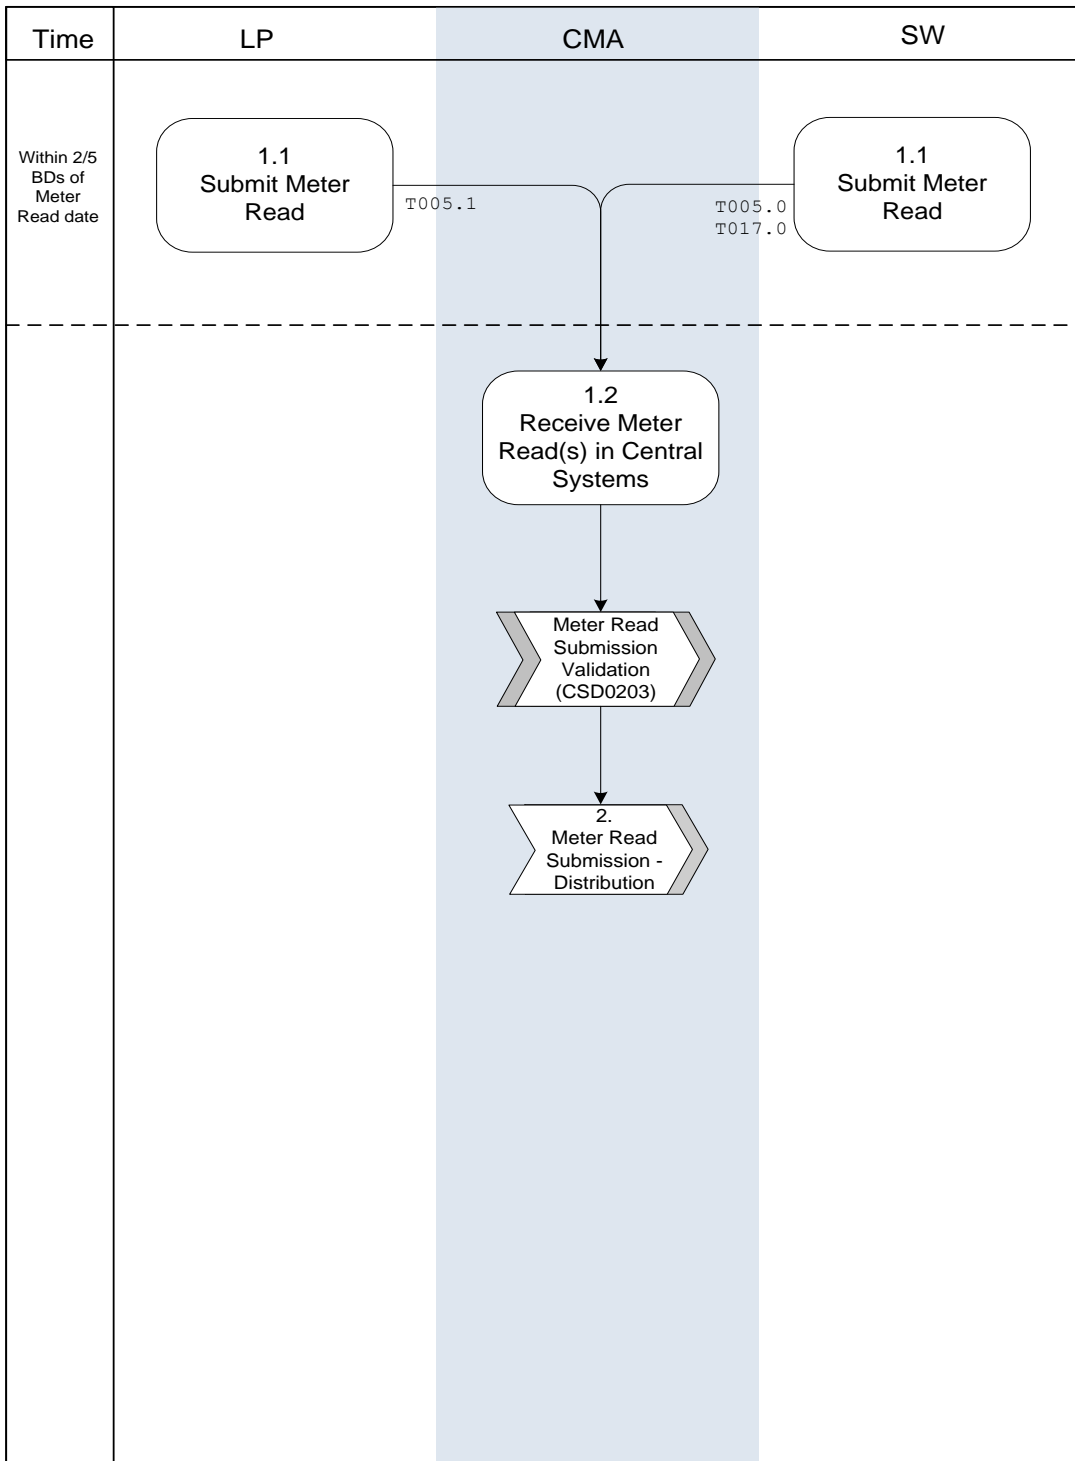 Time
LP
CMA
SW
Within 2/5
BDs of
Meter
Read date
1.1
Submit Meter
Read
T005.1
T005.0
T017.0
1.1
Submit Meter
Read
1.2
Receive Meter
Read(s) in Central
Systems
Meter Read
Submission
Validation
(CSD0203)
2.
Meter Read
Submission -
Distribution